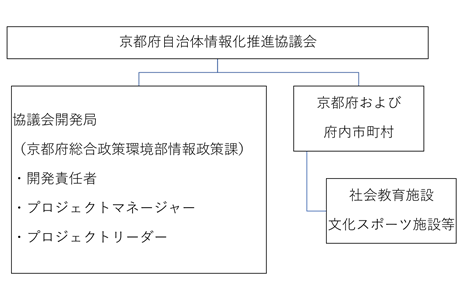 京都府自治体情報化推進協議会
協議会開発局
（京都府総合政策環境部情報政策課）
・開発責任者
・プロジェクトマネージャー
・プロジェクトリーダー
京都府および
府内市町村
社会教育施設
文化スポーツ施設等